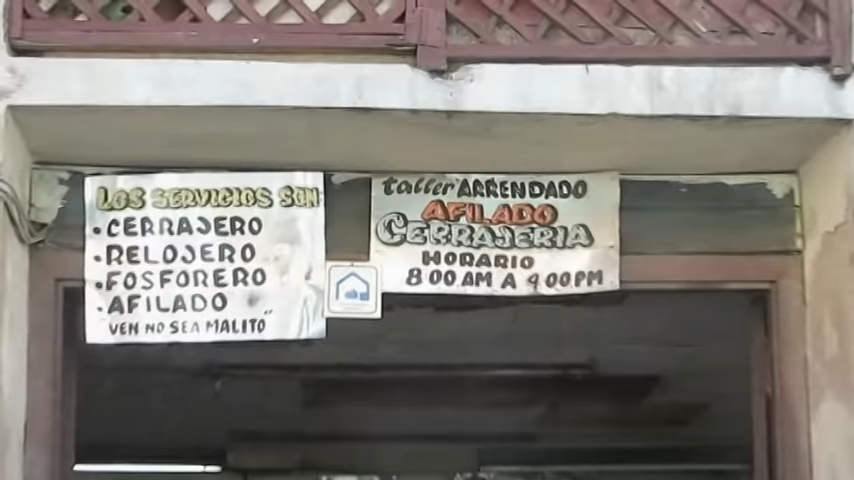 LOS SERVICIOS SON
• CERRAJERO
• RELOJERO
• FOSFORERO
• AFILADO
"VEN NO SEA MALITO"
taller ARRENDADO
AFILADO
CERRAJERIA
HORARIO
8 00 AM A 4 00 PM